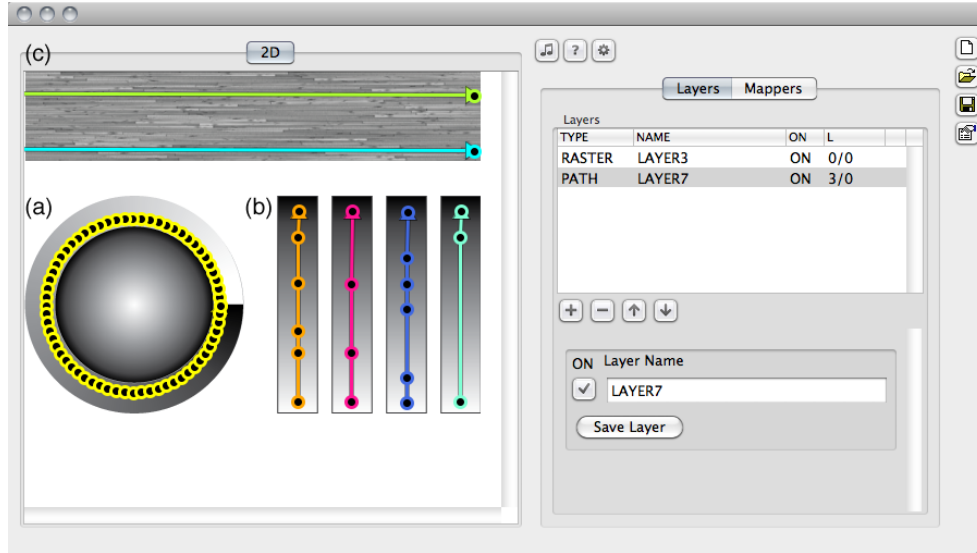 (c)
2D
(a)
(b)
?
Layers Mappers
Layers
TYPE NAME ON L
RASTER LAYER3 ON 0/0
PATH LAYER7 ON 3/0
ON Layer Name
LAYER7
Save Layer